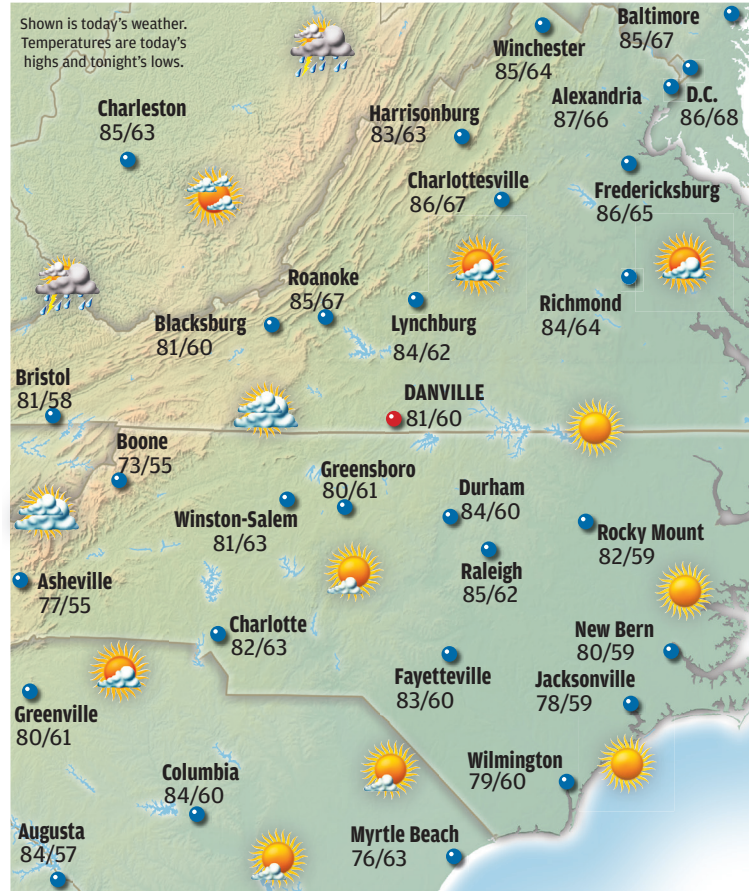 Shown is today's weather.
Temperatures are today's
highs and tonight's lows.
Baltimore
85/67
Winchester
85/64
Alexandria
87/66
D.C.
86/68
Charleston
85/63
Harrisonburg
83/63
Charlottesville
86/67
Fredericksburg
86/65
Roanoke
85/67
Richmond
84/64
Blacksburg
81/60
Lynchburg
84/62
Bristol
81/58
DANVILLE
81/60
Boone
73/55
Greensboro
80/61
Winston-Salem
81/63
Durham
84/60
Rocky Mount
82/59
Raleigh
85/62
Asheville
77/55
Charlotte
82/63
New Bern
80/59
Fayetteville
83/60
Jacksonville
78/59
Greenville
80/61
Wilmington
79/60
Columbia
84/60
Augusta
84/57
Myrtle Beach
76/63